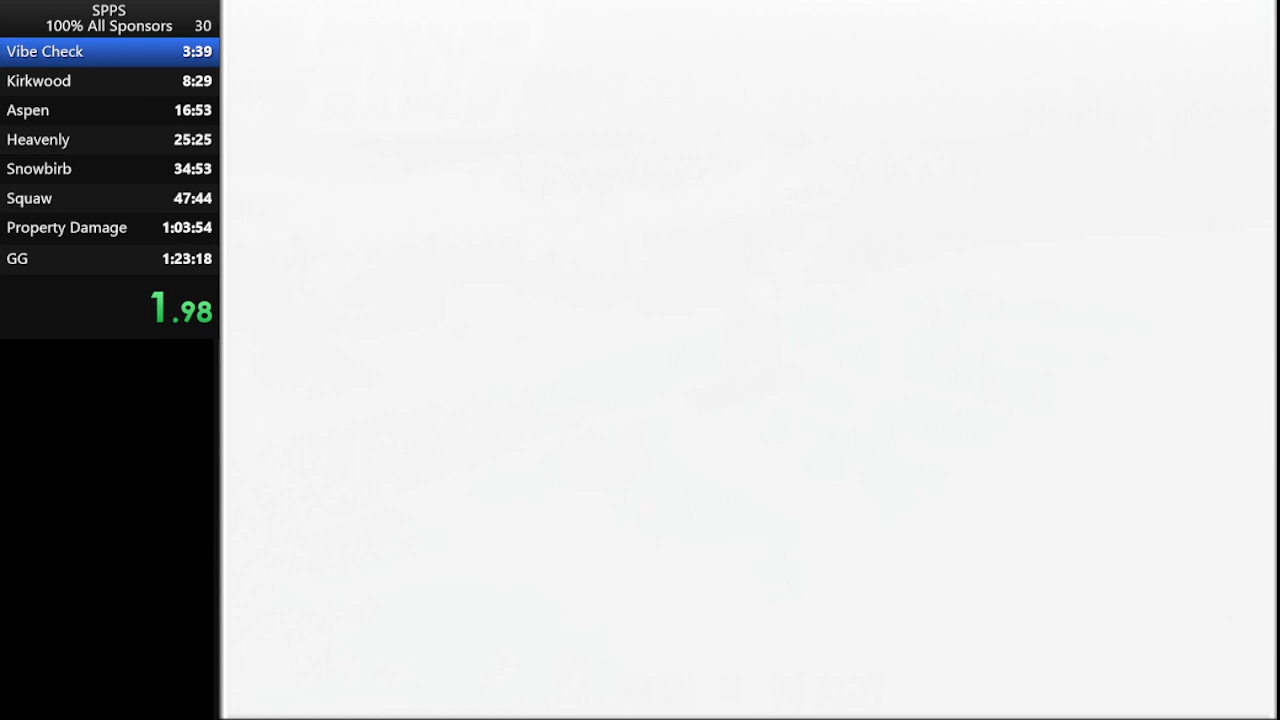 SPPS
100% All Sponsors 30
Vibe Check 3:39
Kirkwood 8:29
Aspen 16:53
Heavenly 25:25
Snowbirb 34:53
Squaw 47:44
Property Damage 1:03:54
GG 1:23:18
1.98